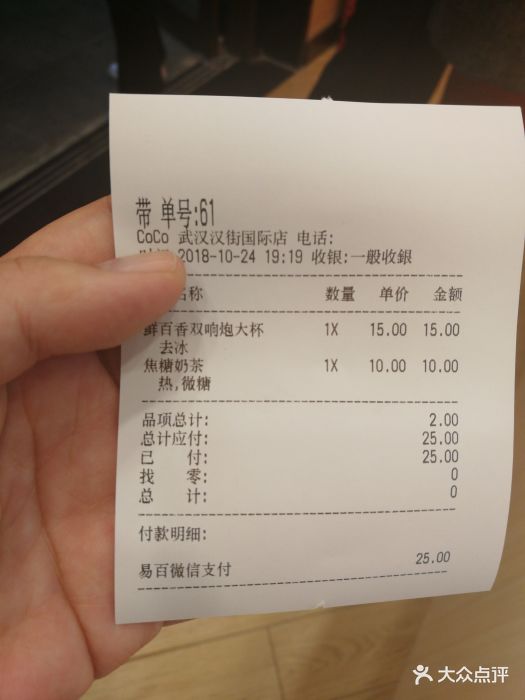 带 单号:61
CoCo 武汉汉街国际店 电话:
2018-10-24 19:19 收银:一般收銀
名称 数量 单价 金额
鲜百香双响炮大杯 1X 15.00 15.00
去冰
焦糖奶茶 1X 10.00 10.00
热,微糖
品项总计: 2.00
总计应付: 25.00
已 付: 25.00
找 零: 0
总 计: 0
付款明细:
易百微信支付 25.00
大众点评